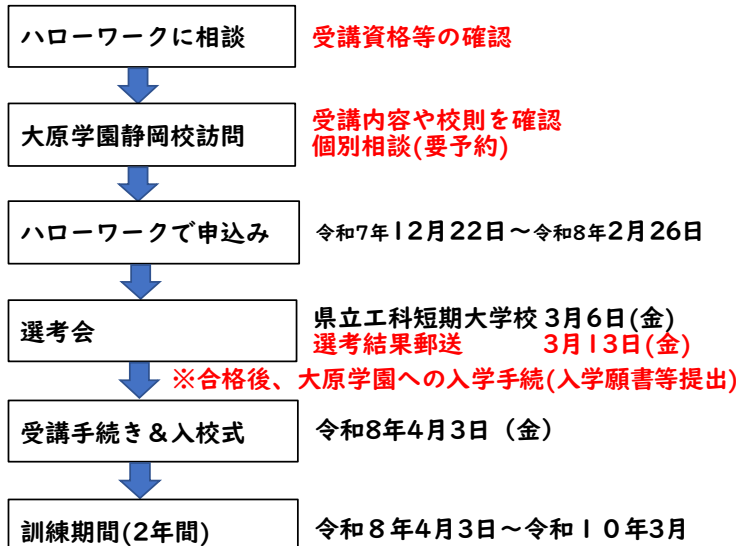 ハローワークに相談
受講資格等の確認
大原学園静岡校訪問
受講内容や校則を確認
個別相談(要予約)
ハローワークで申込み
令和7年12月22日～令和8年2月26日
選考会
県立工科短期大学校 3月6日(金)
選考結果郵送 3月13日(金)
※合格後、大原学園への入学手続(入学願書等提出)
受講手続き＆入校式
令和8年4月3日（金）
訓練期間(2年間)
令和８年4月3日～令和１０年3月